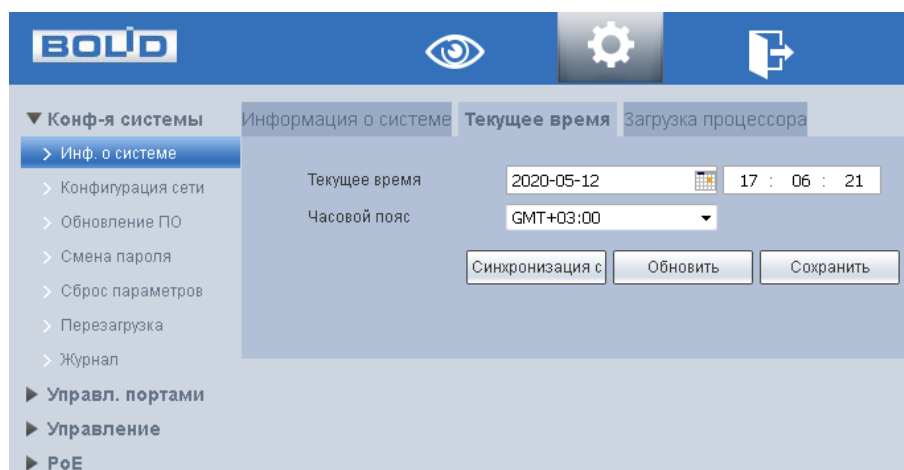 BOLID
Конф-я системы
Инф. о системе
Конфигурация сети
Обновление ПО
Смена пароля
Сброс параметров
Перезагрузка
Журнал
Управл. портами
Управление
PoE
Информация о системе Текущее время Загрузка процессора
Текущее время 2020-05-12 17 : 06 : 21
Часовой пояс GMT+03:00
Синхронизация с Обновить Сохранить